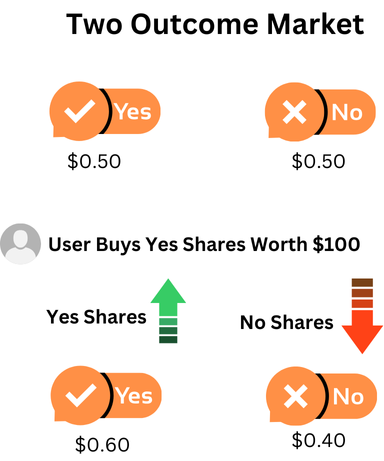 Two Outcome Market
Yes
No
$0.50
$0.50
User Buys Yes Shares Worth $100
Yes Shares
No Shares
Yes
No
$0.60
$0.40